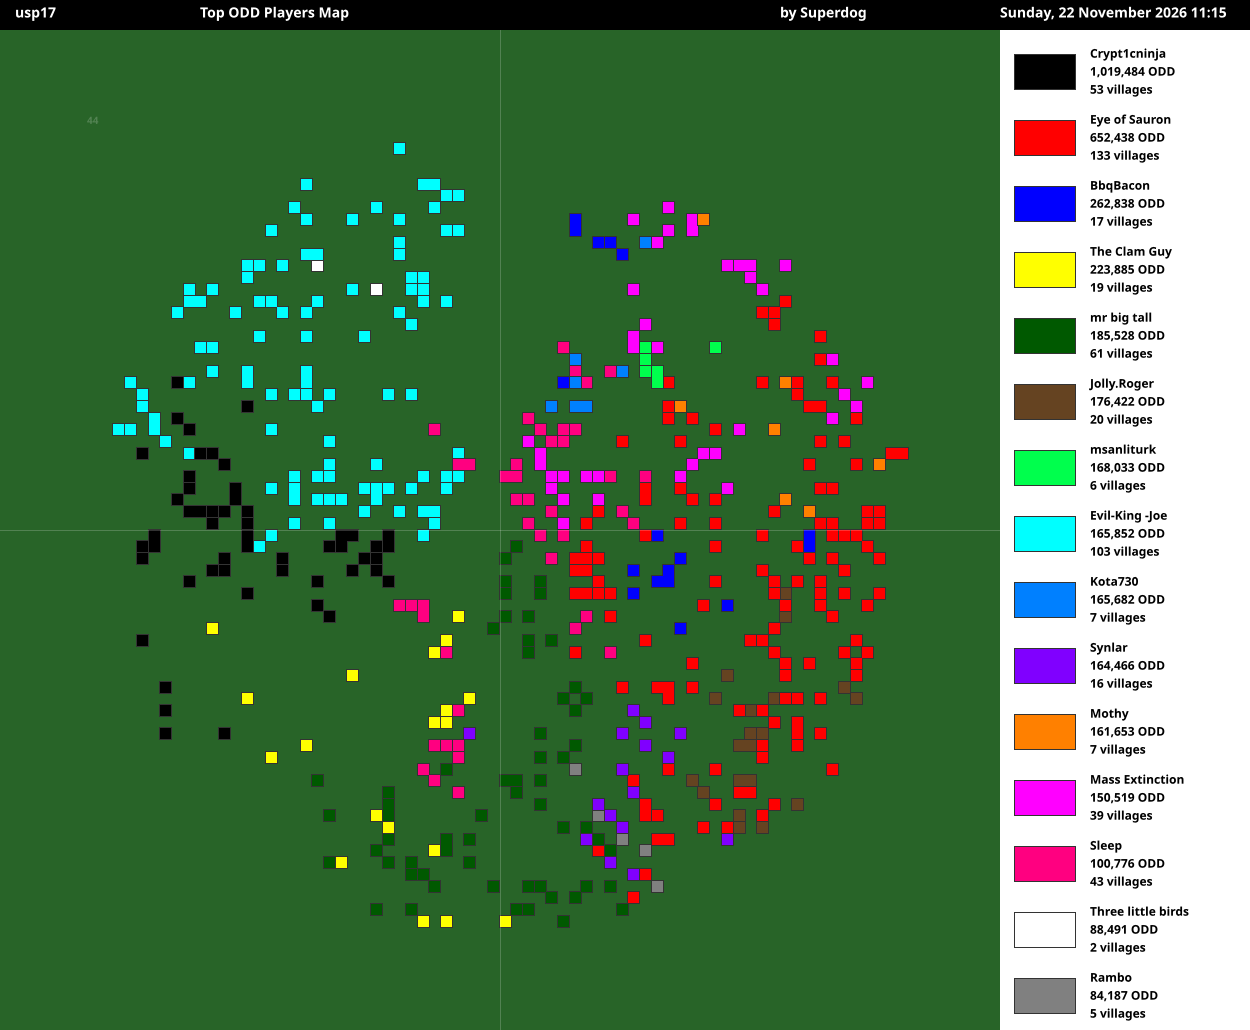 usp17 Top ODD Players Map by Superdog Sunday, 22 November 2026 11:15
44
Crypt1cninja
1,019,484 ODD
53 villages
Eye of Sauron
652,438 ODD
133 villages
BbqBacon
262,838 ODD
17 villages
The Clam Guy
223,885 ODD
19 villages
mr big tall
185,528 ODD
61 villages
Jolly.Roger
176,422 ODD
20 villages
msanliturk
168,033 ODD
6 villages
Evil-King -Joe
165,852 ODD
103 villages
Kota730
165,682 ODD
7 villages
Synlar
164,466 ODD
16 villages
Mothy
161,653 ODD
7 villages
Mass Extinction
150,519 ODD
39 villages
Sleep
100,776 ODD
43 villages
Three little birds
88,491 ODD
2 villages
Rambo
84,187 ODD
5 villages